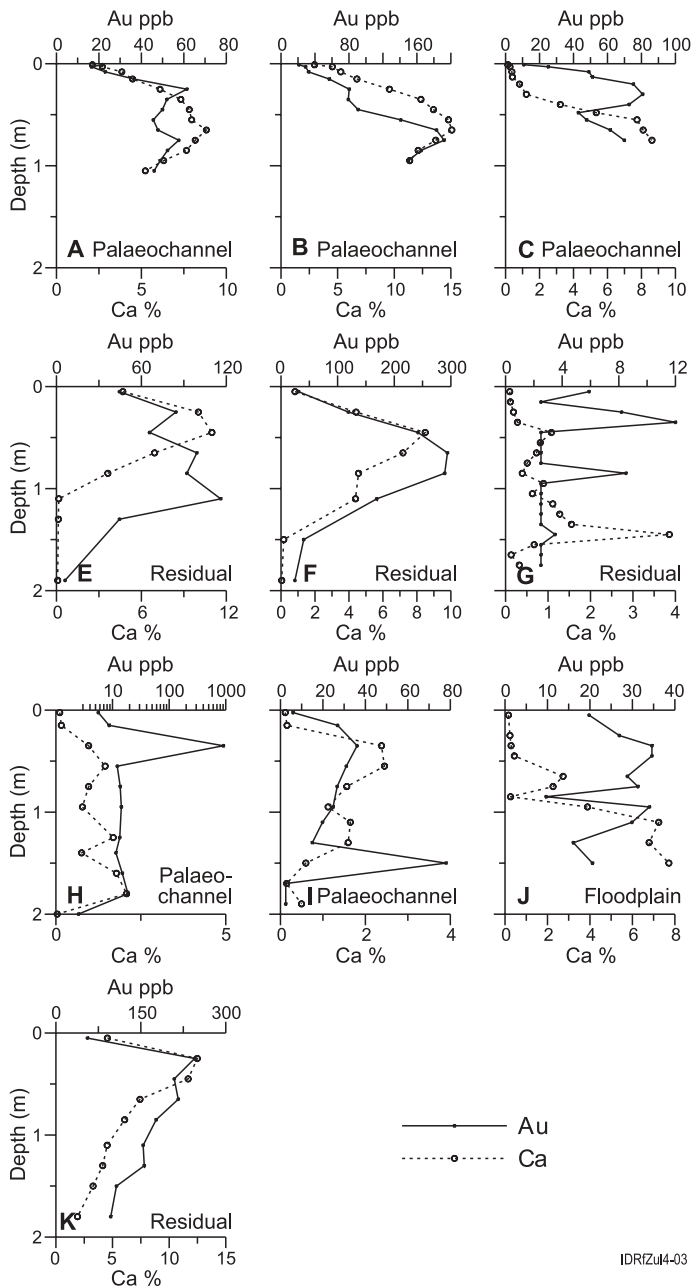 Au ppb Au ppb Au ppb
0 20 40 60 80 0 80 160 0 40 80 120
Depth (m)
0
1
2
A Palaeochannel
B Palaeochannel
C Palaeochannel
0 5 10 0 5 10 15 0 2 4 6 8 10
Ca % Ca % Ca %
Au ppb Au ppb Au ppb
0 60 120 0 100 200 300 0 4 8 12
Depth (m)
0
1
2
E Residual
F Residual
G Residual
0 6 12 0 2 4 6 8 10 0 1 2 3 4
Ca % Ca % Ca %
Au ppb Au ppb Au ppb
10 1000 0 20 40 60 80 0 10 20 30 40
Depth (m)
0
1
2
H Palaeo-
channel
I Palaeochannel
J Floodplain
0 5 0 2 4 0 2 4 6 8
Ca % Ca % Ca %
Au ppb
0 150 300
Depth (m)
0
1
2
K Residual
0 5 10 15
Ca %
Au
Ca
IDRfZul4-03